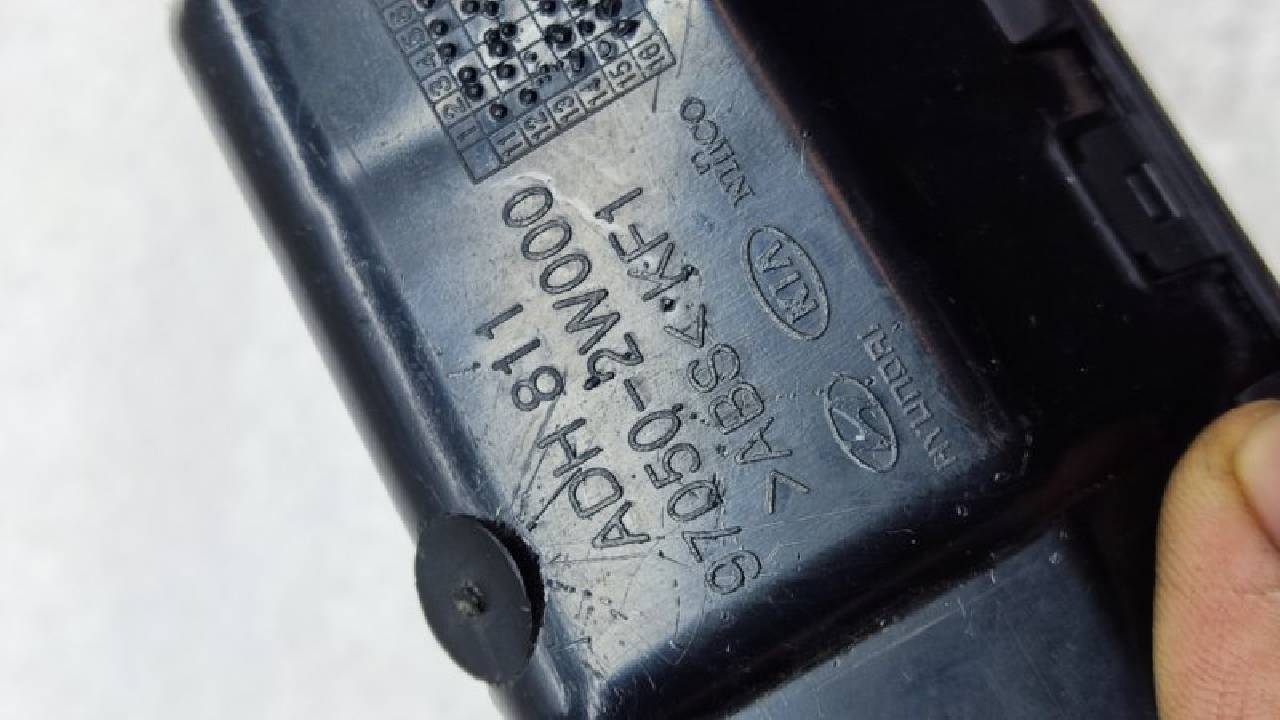 1 2 3 4 5 6
11 12 13 14 15 16
ADH 811
97050-2W000
>ABS< KF1
HYUNDAI KIA Nifco